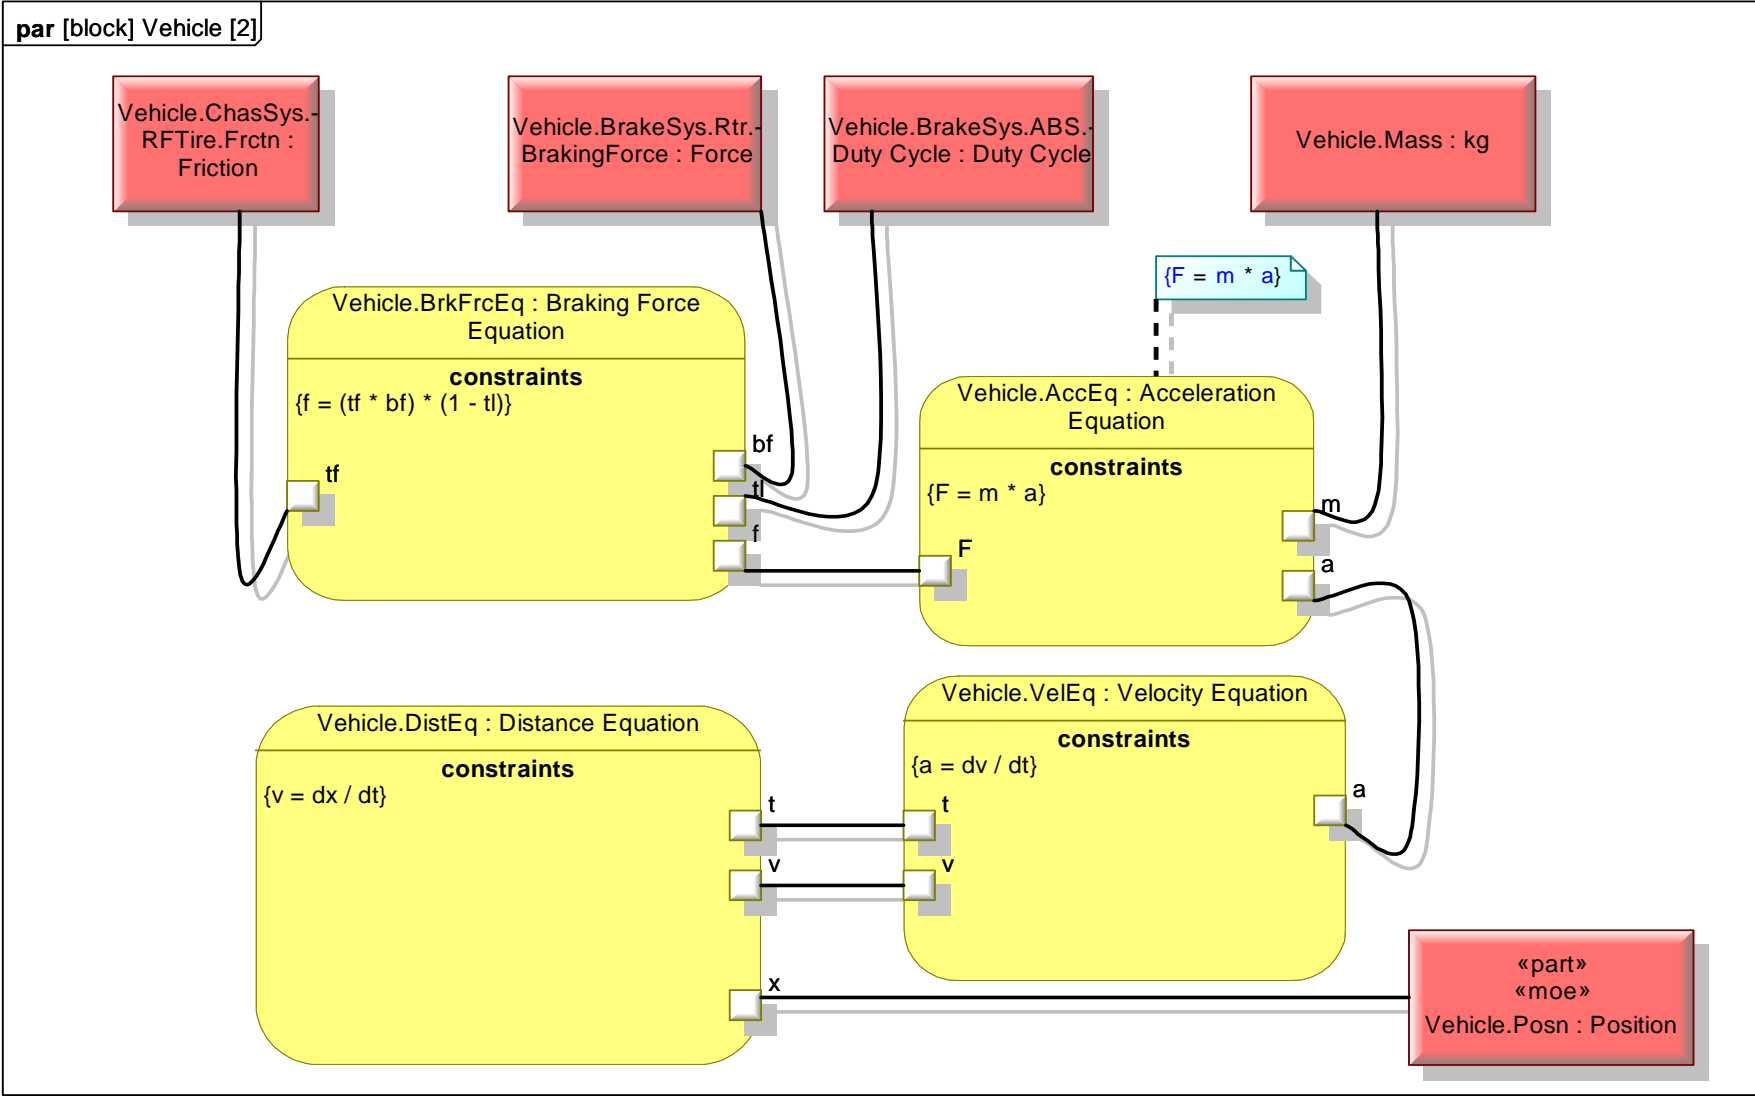 par [block] Vehicle [2]
Vehicle.ChasSys.-
RFTire.Frctn :
Friction
Vehicle.BrakeSys.Rtr.-
BrakingForce : Force
Vehicle.BrakeSys.ABS.-
Duty Cycle : Duty Cycle
Vehicle.Mass : kg
{F = m * a}
Vehicle.BrkFrcEq : Braking Force
Equation
constraints
{f = (tf * bf) * (1 - tl)}
tf
bf
tl
f
Vehicle.AccEq : Acceleration
Equation
constraints
{F = m * a}
F
m
a
Vehicle.DistEq : Distance Equation
constraints
{v = dx / dt}
t
v
x
Vehicle.VelEq : Velocity Equation
constraints
{a = dv / dt}
t
v
a
«part»
«moe»
Vehicle.Posn : Position